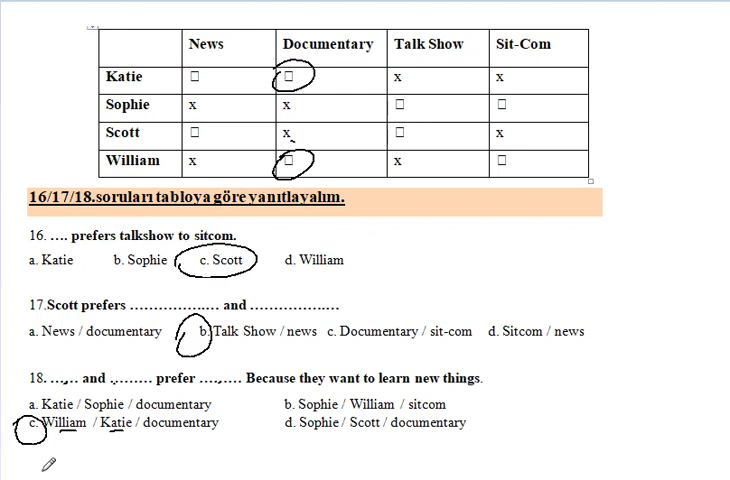 News Documentary Talk Show Sit-Com
Katie □ □ x x
Sophie x x □ □
Scott □ x □ x
William x □ x □
16/17/18.soruları tabloya göre yanıtlayalım.
16. …. prefers talkshow to sitcom.
a. Katie b. Sophie c. Scott d. William
17.Scott prefers ……………… and ………………
a. News / documentary b. Talk Show / news c. Documentary / sit-com d. Sitcom / news
18. …… and ……… prefer ……… Because they want to learn new things.
a. Katie / Sophie / documentary b. Sophie / William / sitcom
c. William / Katie / documentary d. Sophie / Scott / documentary